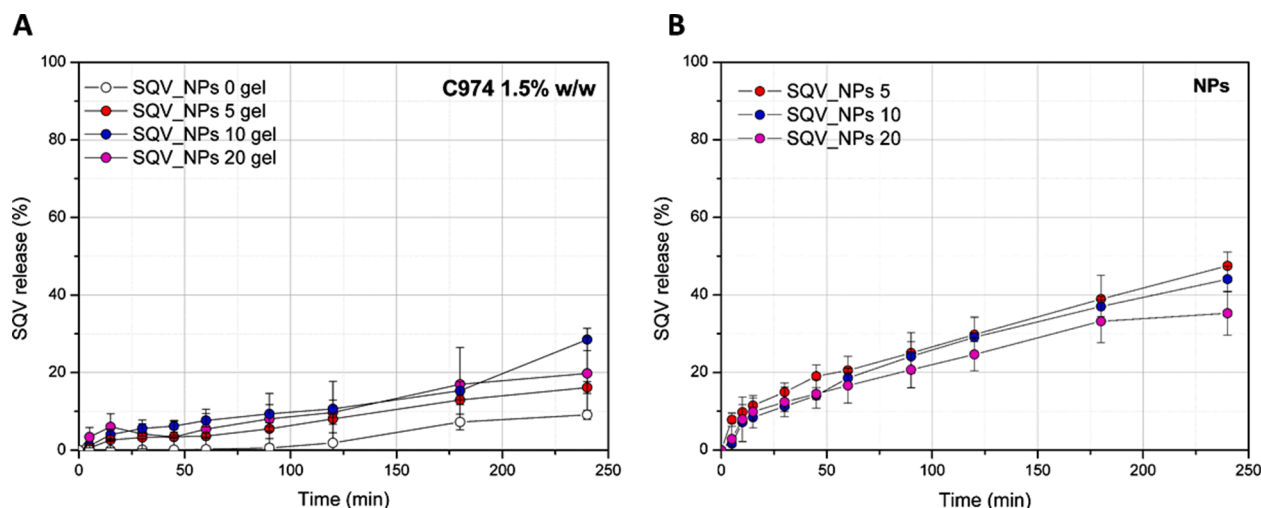 A
SQV release (%)
100
80
60
40
20
0
SQV_NPs 0 gel
SQV_NPs 5 gel
SQV_NPs 10 gel
SQV_NPs 20 gel
C974 1.5% w/w
0 50 100 150 200 250
Time (min)
B
SQV release (%)
100
80
60
40
20
0
SQV_NPs 5
SQV_NPs 10
SQV_NPs 20
NPs
0 50 100 150 200 250
Time (min)